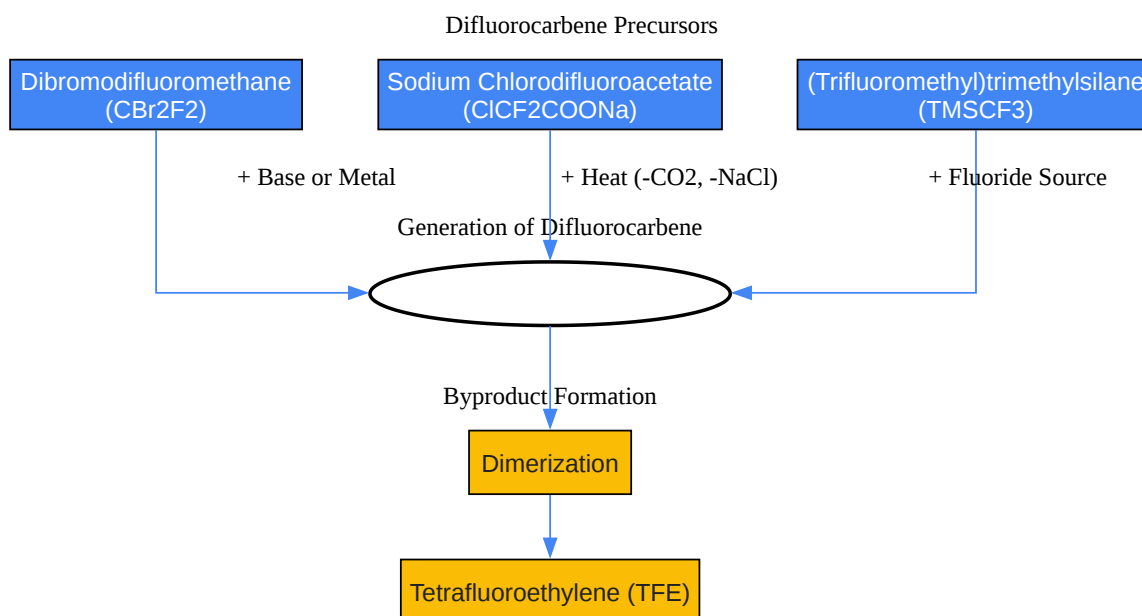 Difluorocarbene Precursors
Dibromodifluoromethane
(CBr2F2)
Sodium Chlorodifluoroacetate
(ClCF2COONa)
(Trifluoromethyl)trimethylsilane
(TMSCF3)
+ Base or Metal
+ Heat (-CO2, -NaCl)
+ Fluoride Source
Generation of Difluorocarbene
Byproduct Formation
Dimerization
Tetrafluoroethylene (TFE)